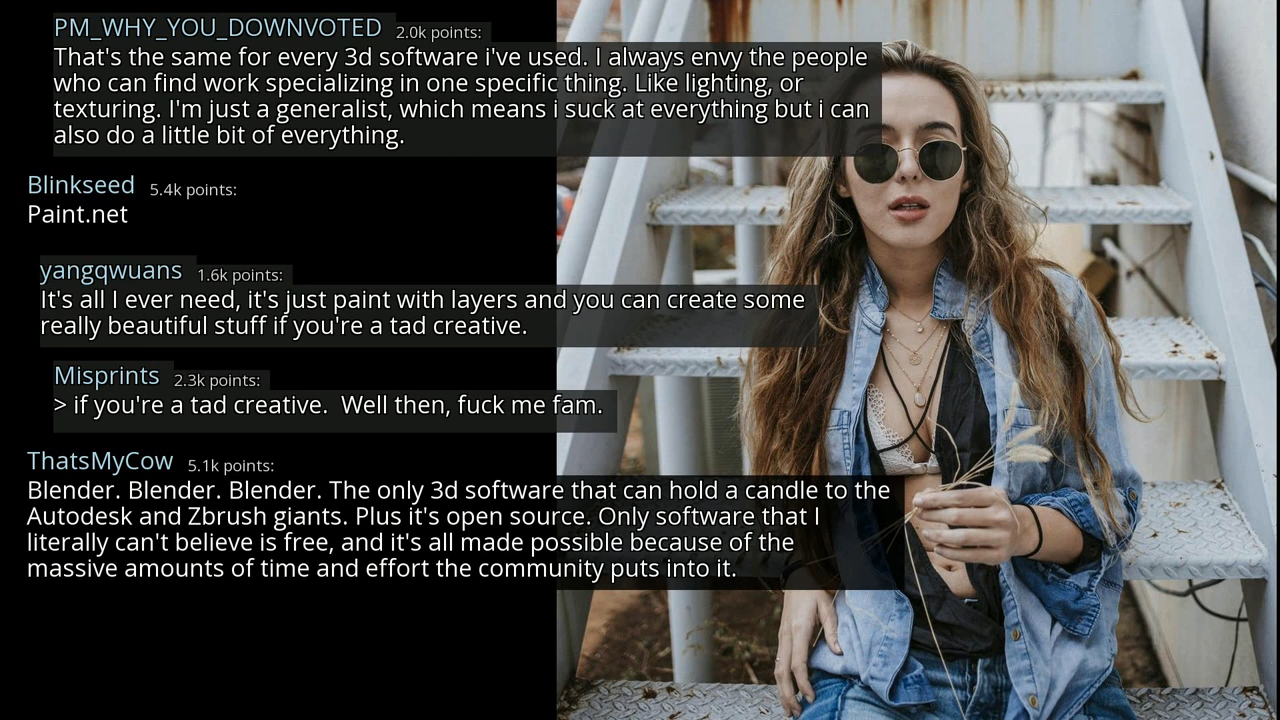 PM_WHY_YOU_DOWNVOTED 2.0k points:
That's the same for every 3d software i've used. I always envy the people
who can find work specializing in one specific thing. Like lighting, or
texturing. I'm just a generalist, which means i suck at everything but i can
also do a little bit of everything.
Blinkseed 5.4k points:
Paint.net
yangqwuans 1.6k points:
It's all I ever need, it's just paint with layers and you can create some
really beautiful stuff if you're a tad creative.
Misprints 2.3k points:
> if you're a tad creative.  Well then, fuck me fam.
ThatsMyCow 5.1k points:
Blender. Blender. Blender. The only 3d software that can hold a candle to the
Autodesk and Zbrush giants. Plus it's open source. Only software that I
literally can't believe is free, and it's all made possible because of the
massive amounts of time and effort the community puts into it.